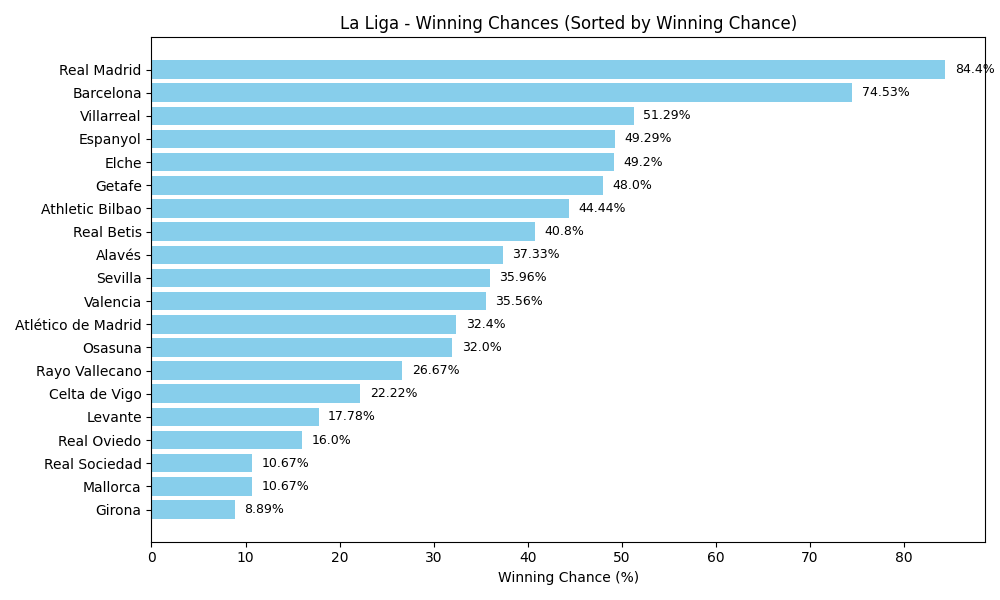 La Liga - Winning Chances (Sorted by Winning Chance)
Real Madrid 84.4%
Barcelona 74.53%
Villarreal 51.29%
Espanyol 49.29%
Elche 49.2%
Getafe 48.0%
Athletic Bilbao 44.44%
Real Betis 40.8%
Alavés 37.33%
Sevilla 35.96%
Valencia 35.56%
Atlético de Madrid 32.4%
Osasuna 32.0%
Rayo Vallecano 26.67%
Celta de Vigo 22.22%
Levante 17.78%
Real Oviedo 16.0%
Real Sociedad 10.67%
Mallorca 10.67%
Girona 8.89%
0 10 20 30 40 50 60 70 80
Winning Chance (%)